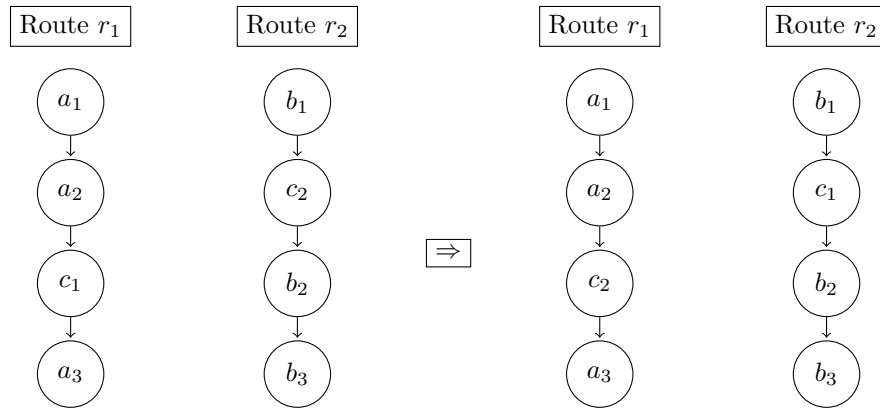 Route r₁ Route r₂ Route r₁ Route r₂
a₁ b₁ a₁ b₁
a₂ c₂ a₂ c₁
⇒
c₁ b₂ c₂ b₂
a₃ b₃ a₃ b₃